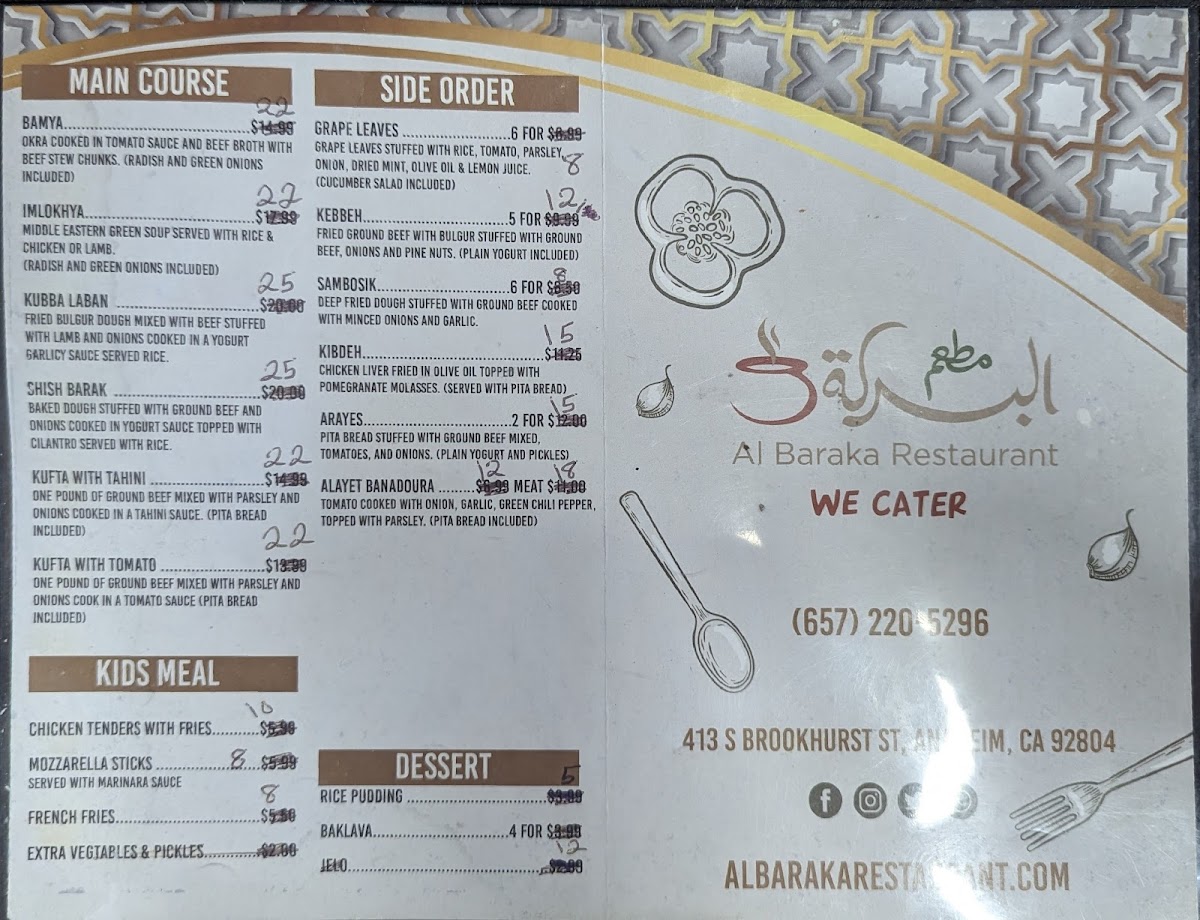 MAIN COURSE
22
BAMYA.......$14.99
OKRA COOKED IN TOMATO SAUCE AND BEEF BROTH WITH
BEEF STEW CHUNKS. (RADISH AND GREEN ONIONS
INCLUDED)
22
IMLOKHYA.......$17.99
MIDDLE EASTERN GREEN SOUP SERVED WITH RICE &
CHICKEN OR LAMB.
(RADISH AND GREEN ONIONS INCLUDED)
25
KUBBA LABAN .......$20.00
FRIED BULGUR DOUGH MIXED WITH BEEF STUFFED
WITH LAMB AND ONIONS COOKED IN A YOGURT
GARLICY SAUCE SERVED RICE.
25
SHISH BARAK .......$20.00
BAKED DOUGH STUFFED WITH GROUND BEEF AND
ONIONS COOKED IN YOGURT SAUCE TOPPED WITH
CILANTRO SERVED WITH RICE.
22
KUFTA WITH TAHINI .......$14.99
ONE POUND OF GROUND BEEF MIXED WITH PARSLEY AND
ONIONS COOKED IN A TAHINI SAUCE. (PITA BREAD
INCLUDED)
22
KUFTA WITH TOMATO .......$13.99
ONE POUND OF GROUND BEEF MIXED WITH PARSLEY AND
ONIONS COOK IN A TOMATO SAUCE (PITA BREAD
INCLUDED)
KIDS MEAL
10
CHICKEN TENDERS WITH FRIES.......
MOZZARELLA STICKS .......8 $5.99
SERVED WITH MARINARA SAUCE
8
FRENCH FRIES.......$5.50
EXTRA VEGTABLES & PICKLES.......$2.00
SIDE ORDER
GRAPE LEAVES .......6 FOR
GRAPE LEAVES STUFFED WITH RICE, TOMATO, PARSLEY,
ONION, DRIED MINT, OLIVE OIL & LEMON JUICE. 8
(CUCUMBER SALAD INCLUDED)
12
KEBBEH.......5 FOR $9.99
FRIED GROUND BEEF WITH BULGUR STUFFED WITH GROUND
BEEF, ONIONS AND PINE NUTS. (PLAIN YOGURT INCLUDED)
8
SAMBOSIK.......6 FOR
DEEP FRIED DOUGH STUFFED WITH GROUND BEEF COOKED
WITH MINCED ONIONS AND GARLIC.
15
KIBDEH.......$11.25
CHICKEN LIVER FRIED IN OLIVE OIL TOPPED WITH
POMEGRANATE MOLASSES. (SERVED WITH PITA BREAD)
15
ARAYES.......2 FOR $12.00
PITA BREAD STUFFED WITH GROUND BEEF MIXED,
TOMATOES, AND ONIONS. (PLAIN YOGURT AND PICKLES)
12 18
ALAYET BANADOURA .......MEAT $11.00
TOMATO COOKED WITH ONION, GARLIC, GREEN CHILI PEPPER,
TOPPED WITH PARSLEY. (PITA BREAD INCLUDED)
DESSERT
5
RICE PUDDING .......$3.99
BAKLAVA.......4 FOR $9.99
12
JELO.......
مطعم
البركة
Al Baraka Restaurant
WE CATER
(657) 220-5296
413 S BROOKHURST ST, ANAHEIM, CA 92804
ALBARAKARESTAURANT.COM